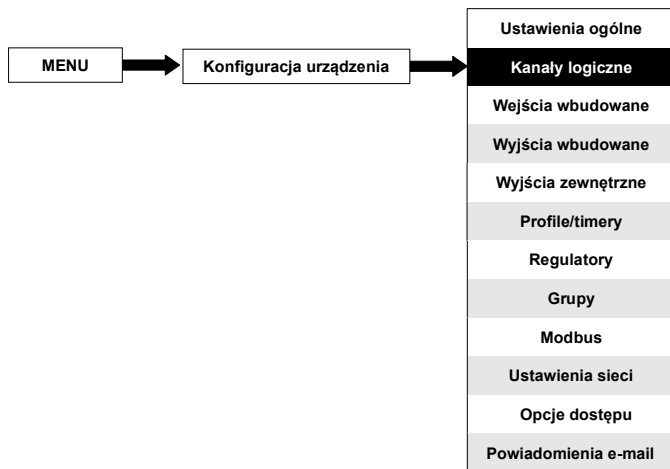 MENU
Konfiguracja urządzenia
Ustawienia ogólne
Kanały logiczne
Wejścia wbudowane
Wyjścia wbudowane
Wyjścia zewnętrzne
Profile/timery
Regulatory
Grupy
Modbus
Ustawienia sieci
Opcje dostępu
Powiadomienia e-mail